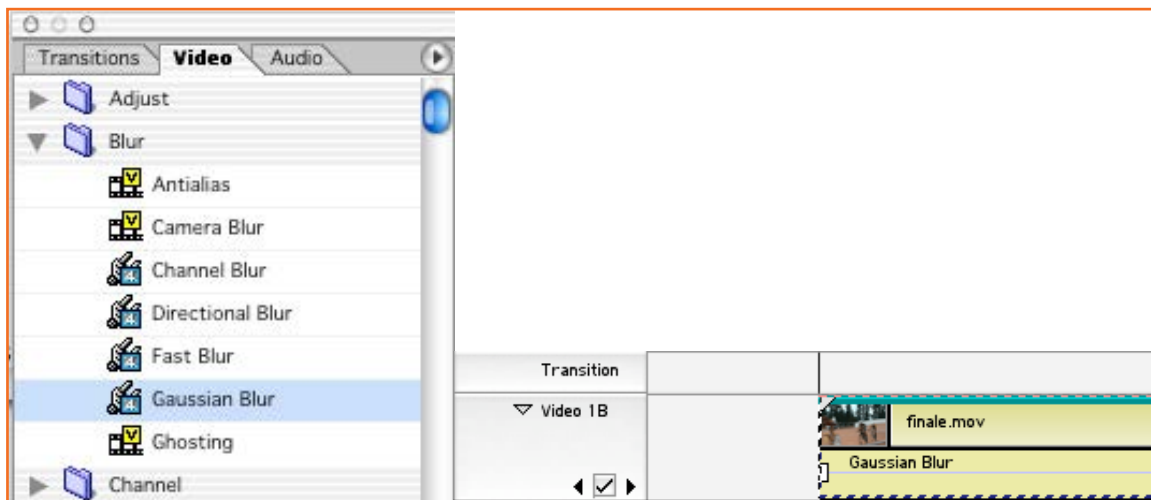 Transitions Video Audio
Adjust
Blur
Antialias
Camera Blur
Channel Blur
Directional Blur
Fast Blur
Gaussian Blur
Ghosting
Channel
Transition
Video 1B
finale.mov
Gaussian Blur